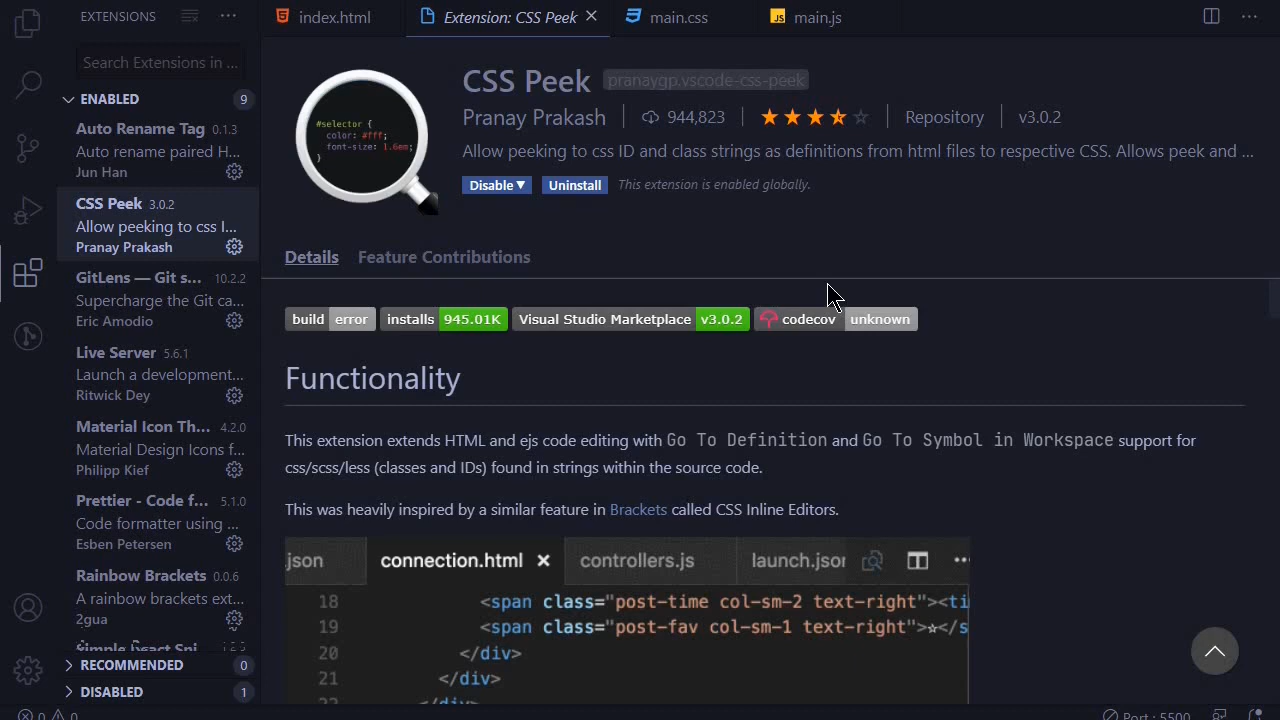 EXTENSIONS
Search Extensions in ...
ENABLED 9
Auto Rename Tag 0.1.3
Auto rename paired H...
Jun Han
CSS Peek 3.0.2
Allow peeking to css I...
Pranay Prakash
GitLens — Git s... 10.2.2
Supercharge the Git ca...
Eric Amodio
Live Server 5.6.1
Launch a development...
Ritwick Dey
Material Icon Th... 4.2.0
Material Design Icons f...
Philipp Kief
Prettier - Code f... 5.1.0
Code formatter using ...
Esben Petersen
Rainbow Brackets 0.0.6
A rainbow brackets ext...
2gua
RECOMMENDED 0
DISABLED 1
index.html
Extension: CSS Peek
main.css
JS main.js
CSS Peek pranaygp.vscode-css-peek
Pranay Prakash 944,823 Repository v3.0.2
Allow peeking to css ID and class strings as definitions from html files to respective CSS. Allows peek and ...
Disable Uninstall This extension is enabled globally.
#selector {
color: #fff;
font-size: 1.6em;
}
Details Feature Contributions
build error installs 945.01K Visual Studio Marketplace v3.0.2 codecov unknown
Functionality
This extension extends HTML and ejs code editing with Go To Definition and Go To Symbol in Workspace support for
css/scss/less (classes and IDs) found in strings within the source code.
This was heavily inspired by a similar feature in Brackets called CSS Inline Editors.
json connection.html controllers.js launch.json
18 <span class="post-time col-sm-2 text-right"><ti
19 <span class="post-fav col-sm-1 text-right">☆</s
20 </div>
21 </div>
22 </div>
0 0 Port : 5500